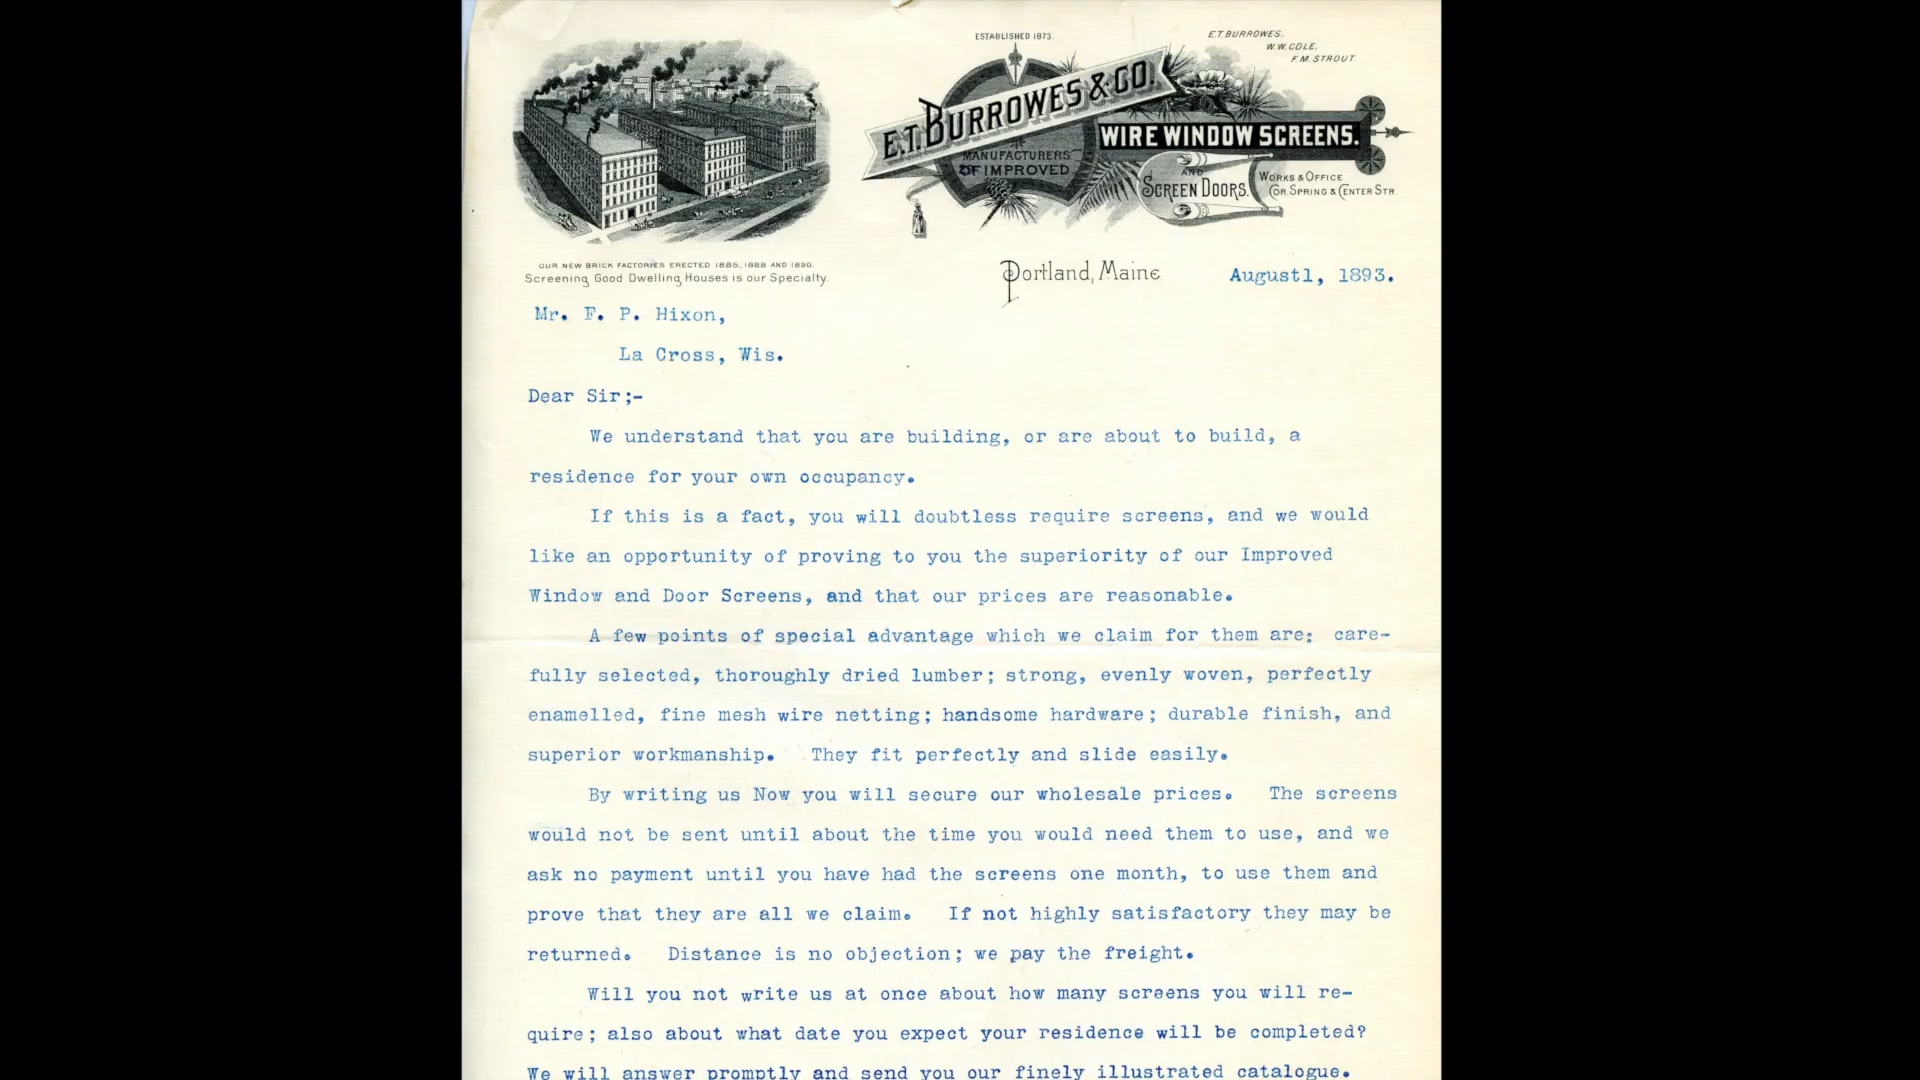 ESTABLISHED 1873.
E.T. BURROWES.
W.W. COLE.
F.M. STROUT.
E.T. BURROWES & CO.
MANUFACTURERS
OF IMPROVED
WIRE WINDOW SCREENS.
AND
SCREEN DOORS.
WORKS & OFFICE
COR. SPRING & CENTER STR.
OUR NEW BRICK FACTORIES ERECTED 1885, 1888 AND 1890.
Screening Good Dwelling Houses is our Specialty.
Portland, Maine August1, 1893.
Mr. F. P. Hixon,
La Cross, Wis.
Dear Sir;-
We understand that you are building, or are about to build, a
residence for your own occupancy.
If this is a fact, you will doubtless require screens, and we would
like an opportunity of proving to you the superiority of our Improved
Window and Door Screens, and that our prices are reasonable.
A few points of special advantage which we claim for them are: care-
fully selected, thoroughly dried lumber; strong, evenly woven, perfectly
enamelled, fine mesh wire netting; handsome hardware; durable finish, and
superior workmanship. They fit perfectly and slide easily.
By writing us Now you will secure our wholesale prices. The screens
would not be sent until about the time you would need them to use, and we
ask no payment until you have had the screens one month, to use them and
prove that they are all we claim. If not highly satisfactory they may be
returned. Distance is no objection; we pay the freight.
Will you not write us at once about how many screens you will re-
quire; also about what date you expect your residence will be completed?
We will answer promptly and send you our finely illustrated catalogue.